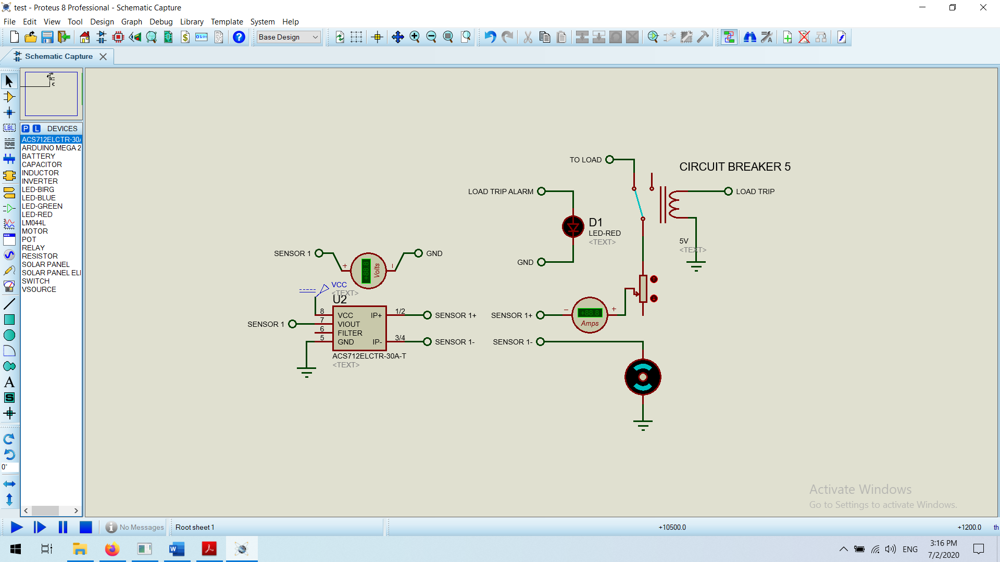 test - Proteus 8 Professional - Schematic Capture
File Edit View Tool Design Graph Debug Library Template System Help
Base Design
Schematic Capture
P L DEVICES
ACS712ELCTR-30A
ARDUINO MEGA 2
BATTERY
CAPACITOR
INDUCTOR
INVERTER
LED-BIRG
LED-BLUE
LED-GREEN
LED-RED
LM044L
MOTOR
POT
RELAY
RESISTOR
SOLAR PANEL
SOLAR PANEL ELI
SWITCH
VSOURCE
LBL
A
S
0°
TO LOAD
CIRCUIT BREAKER 5
LOAD TRIP ALARM
LOAD TRIP
D1
LED-RED
<TEXT>
5V
<TEXT>
GND
SENSOR 1
+88.8
Volts
GND
VCC
<TEXT>
U2
8 VCC IP+ 1/2 SENSOR 1+
SENSOR 1 7 VIOUT
6 FILTER
5 GND IP- 3/4 SENSOR 1-
ACS712ELCTR-30A-T
<TEXT>
SENSOR 1+
+88.8
Amps
SENSOR 1-
Activate Windows
Go to Settings to activate Windows.
No Messages
Root sheet 1
+10500.0
+1200.0 th
ENG
3:16 PM
7/2/2020